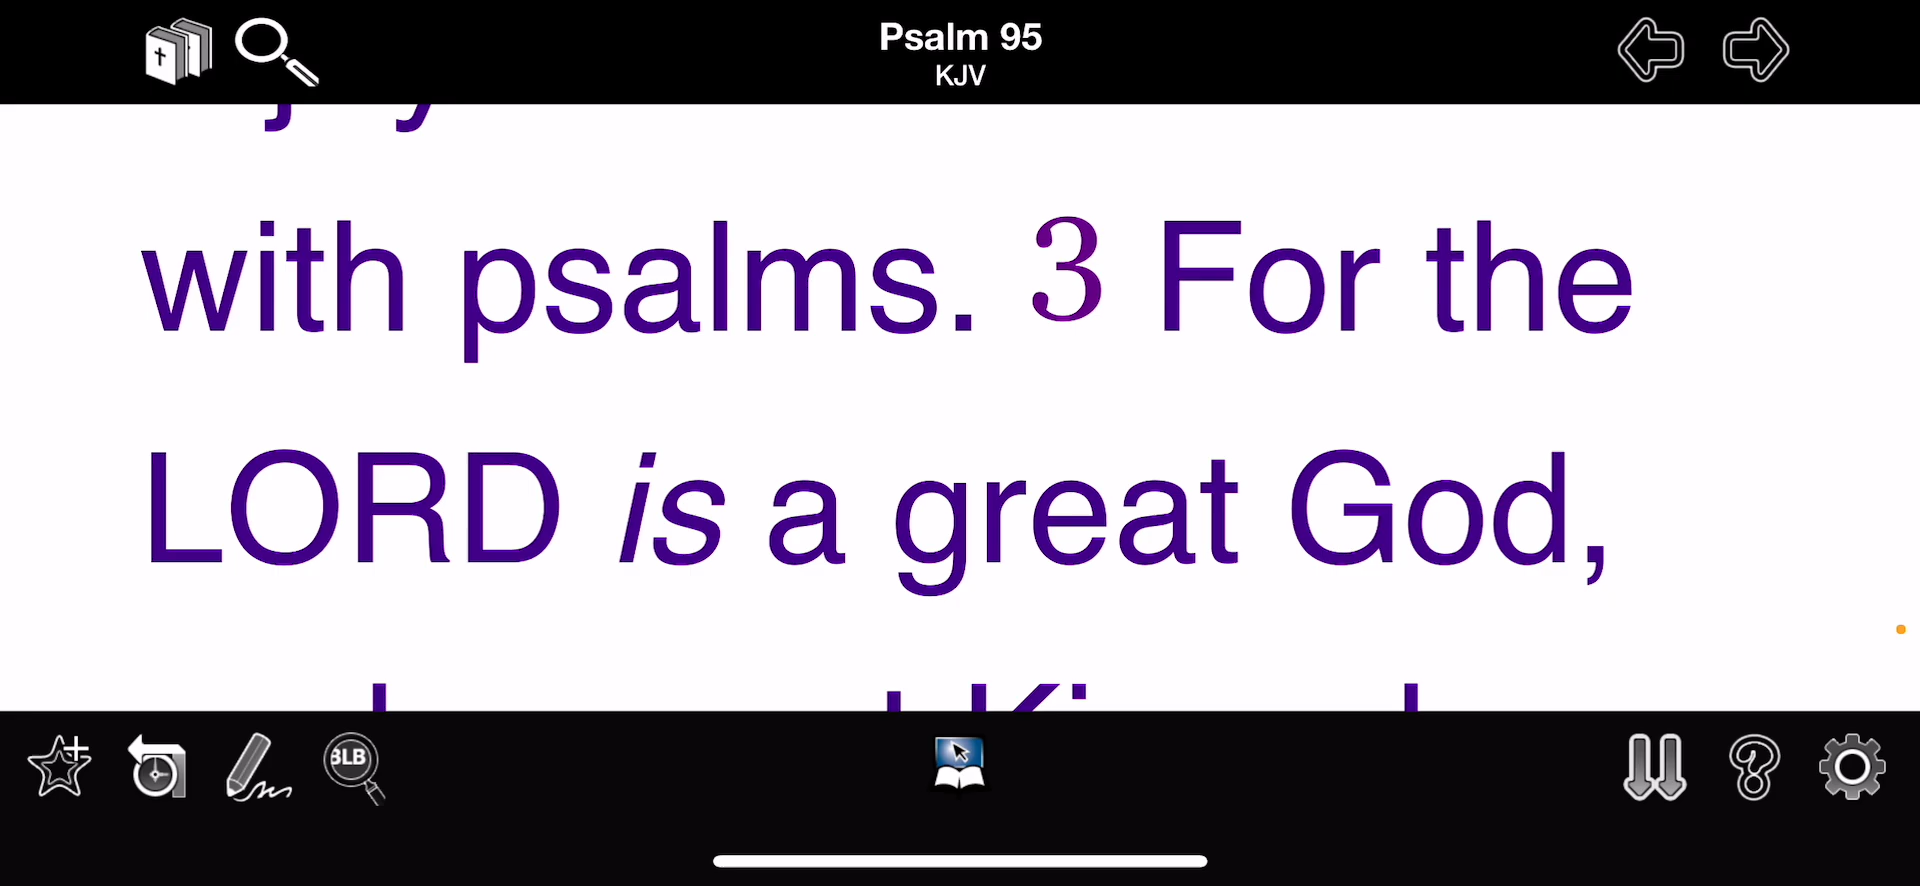 Psalm 95
KJV
with psalms. 3 For the
LORD is a great God,
BLB